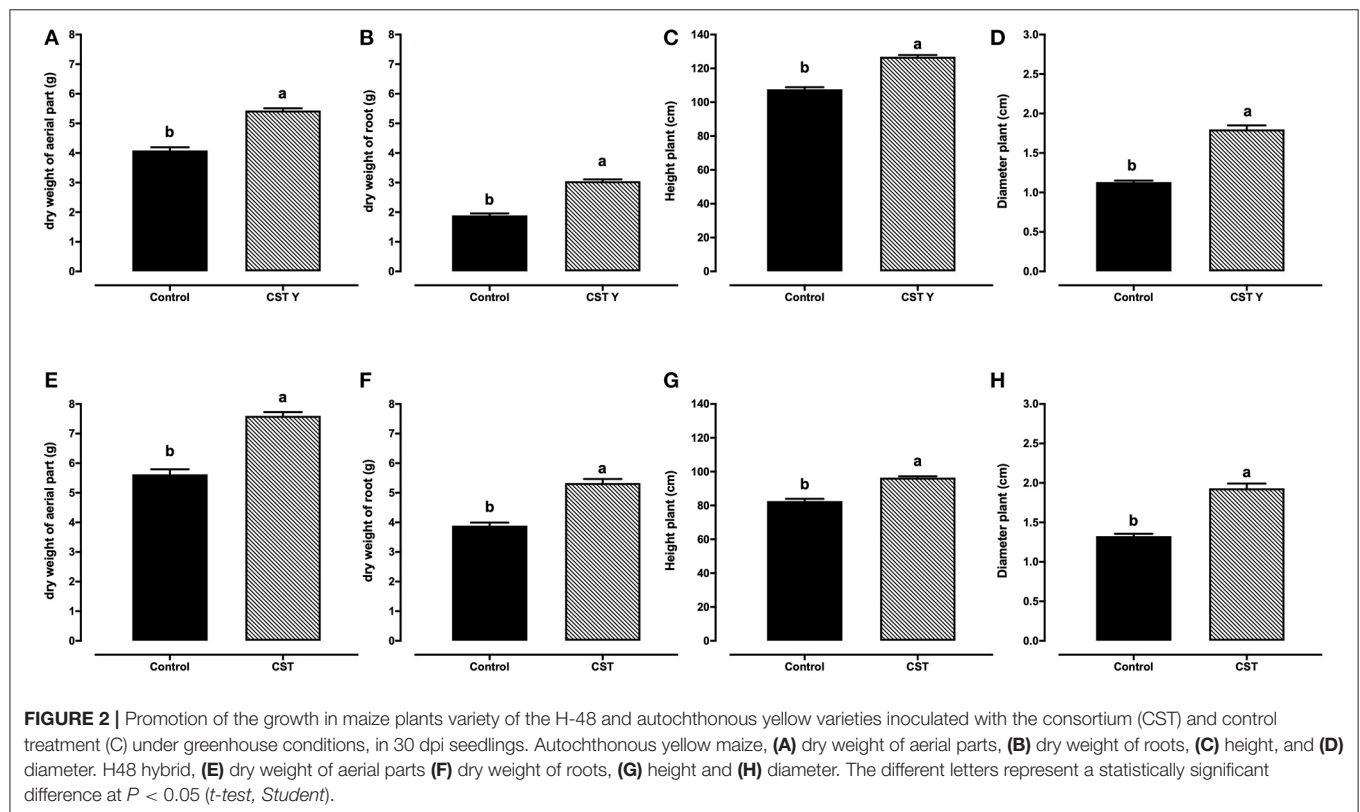 A
dry weight of aerial part (g)
8
7
6
5
4
3
2
1
0
b
a
Control
CST Y
B
dry weight of root (g)
8
7
6
5
4
3
2
1
0
b
a
Control
CST Y
C
Height plant (cm)
140
120
100
80
60
40
20
0
b
a
Control
CST Y
D
Diameter plant (cm)
3.0
2.5
2.0
1.5
1.0
0.5
0.0
b
a
Control
CST Y
E
dry weight of aerial part (g)
8
7
6
5
4
3
2
1
0
b
a
Control
CST
F
dry weight of root (g)
8
7
6
5
4
3
2
1
0
b
a
Control
CST
G
Height plant (cm)
140
120
100
80
60
40
20
0
b
a
Control
CST
H
Diameter plant (cm)
3.0
2.5
2.0
1.5
1.0
0.5
0.0
b
a
Control
CST
FIGURE 2 | Promotion of the growth in maize plants variety of the H-48 and autochthonous yellow varieties inoculated with the consortium (CST) and control
treatment (C) under greenhouse conditions, in 30 dpi seedlings. Autochthonous yellow maize, (A) dry weight of aerial parts, (B) dry weight of roots, (C) height, and (D)
diameter. H48 hybrid, (E) dry weight of aerial parts (F) dry weight of roots, (G) height and (H) diameter. The different letters represent a statistically significant
difference at P < 0.05 (t-test, Student).